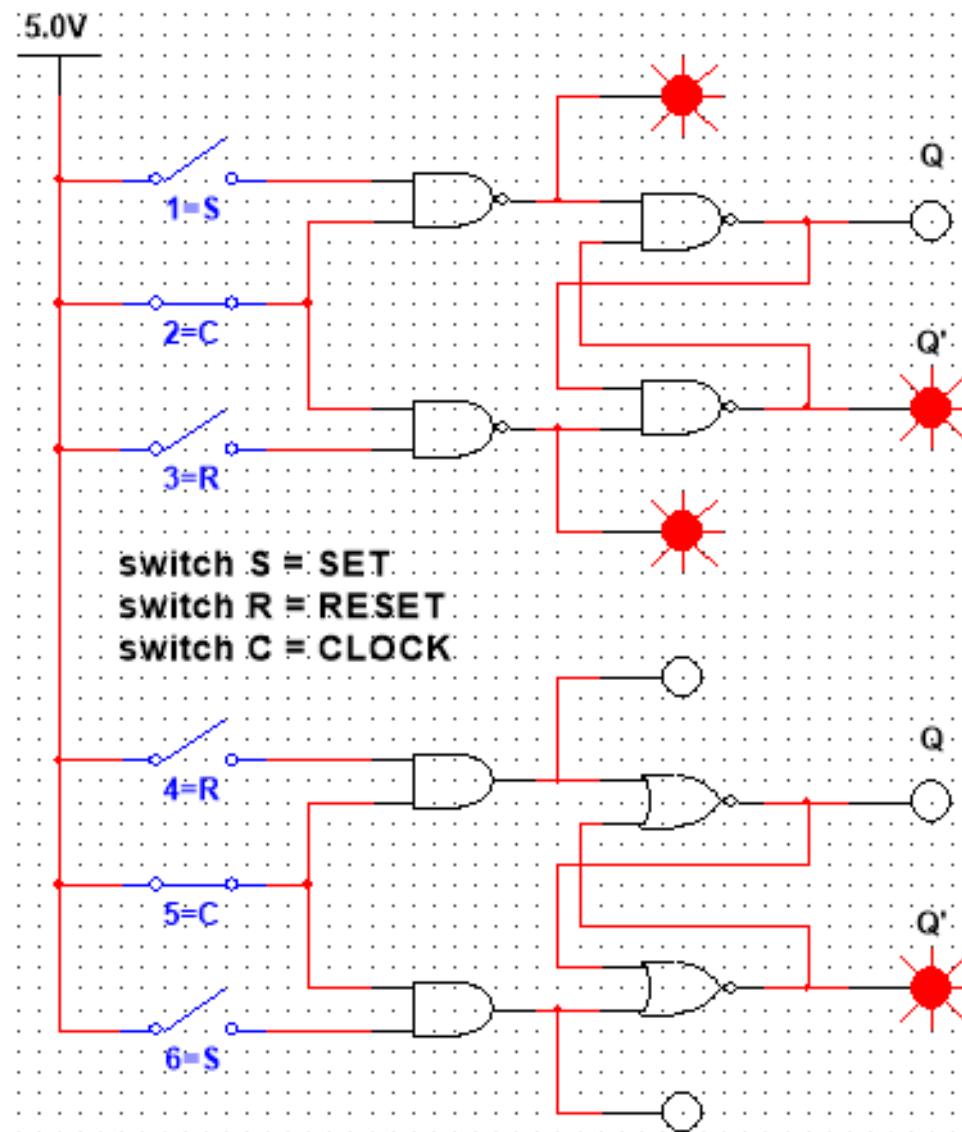 5.0V
Q
1=S
2=C
Q'
3=R
switch S = SET
switch R = RESET
switch C = CLOCK
Q
4=R
5=C
Q'
6=S